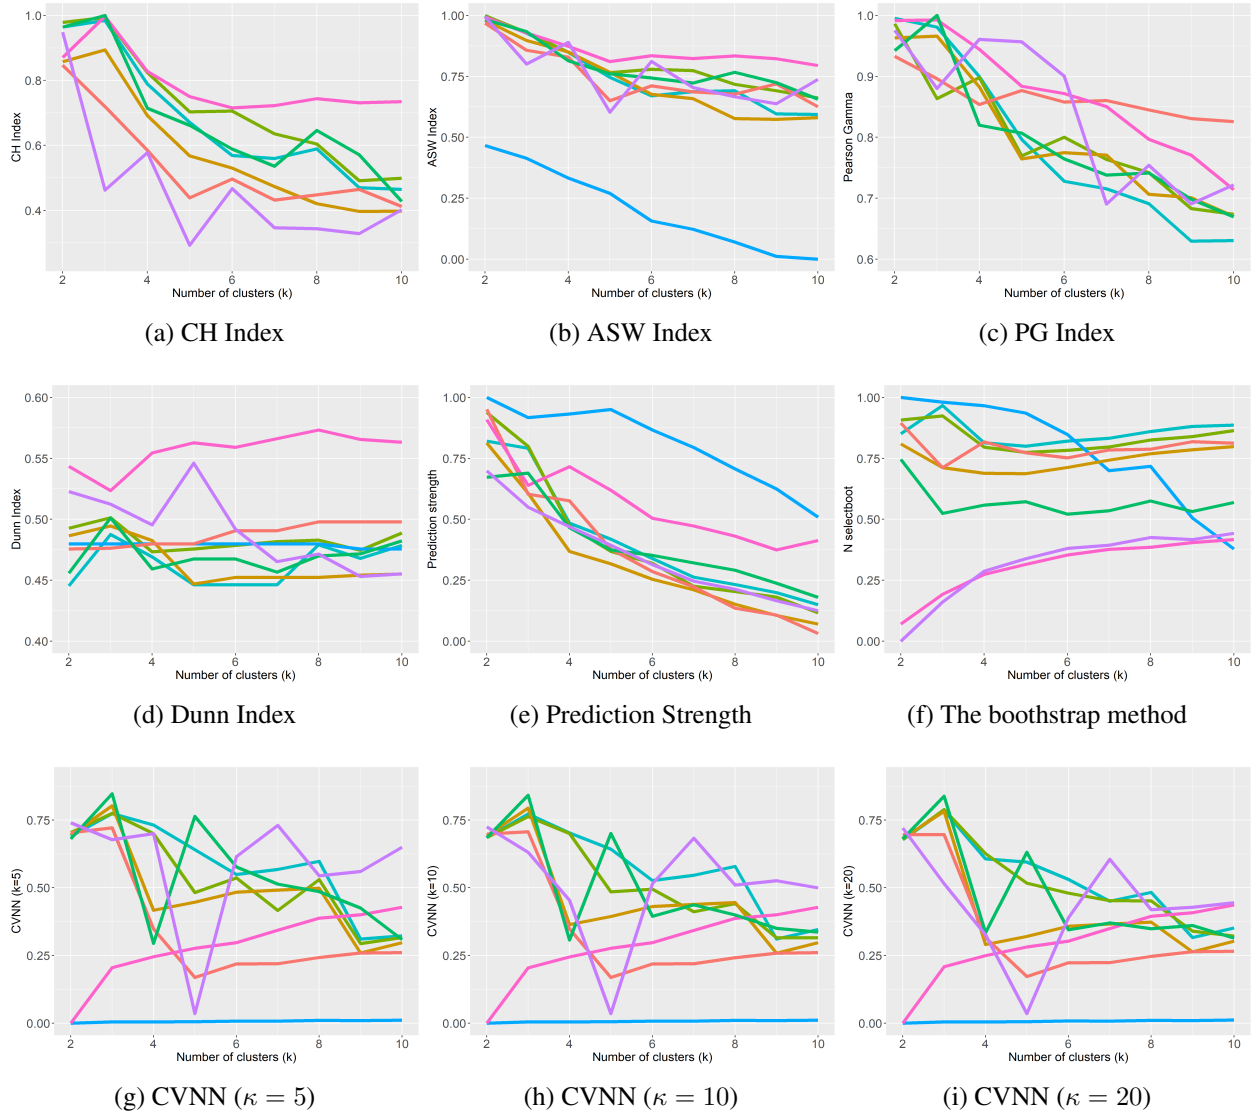 CH Index
1.0
0.8
0.6
0.4
2 4 6 8 10
Number of clusters (k)
(a) CH Index
ASW Index
1.00
0.75
0.50
0.25
0.00
2 4 6 8 10
Number of clusters (k)
(b) ASW Index
Pearson Gamma
1.0
0.9
0.8
0.7
0.6
2 4 6 8 10
Number of clusters (k)
(c) PG Index
Dunn Index
0.60
0.55
0.50
0.45
0.40
2 4 6 8 10
Number of clusters (k)
(d) Dunn Index
Prediction strength
1.00
0.75
0.50
0.25
0.00
2 4 6 8 10
Number of clusters (k)
(e) Prediction Strength
N selectboot
1.00
0.75
0.50
0.25
0.00
2 4 6 8 10
Number of clusters (k)
(f) The boothstrap method
CVNN (κ=5)
0.75
0.50
0.25
0.00
2 4 6 8 10
Number of clusters (k)
(g) CVNN (κ = 5)
CVNN (κ=10)
0.75
0.50
0.25
0.00
2 4 6 8 10
Number of clusters (k)
(h) CVNN (κ = 10)
CVNN (κ=20)
0.75
0.50
0.25
0.00
2 4 6 8 10
Number of clusters (k)
(i) CVNN (κ = 20)